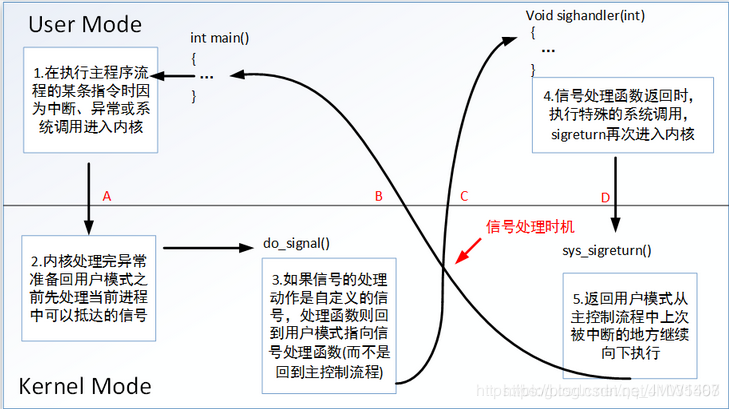 User Mode
int main()
{
...
}
Void sighandler(int)
{
...
}
1.在执行主程序流
程的某条指令时因
为中断、异常或系
统调用进入内核
4.信号处理函数返回时，
执行特殊的系统调用，
sigreturn再次进入内核
A
B
C
D
信号处理时机
2.内核处理完异常
准备回用户模式之
前先处理当前进程
中可以抵达的信号
do_signal()
3.如果信号的处理
动作是自定义的信
号，处理函数则回
到用户模式指向信
号处理函数(而不是
回到主控制流程)
sys_sigreturn()
5.返回用户模式从
主控制流程中上次
被中断的地方继续
向下执行
Kernel Mode